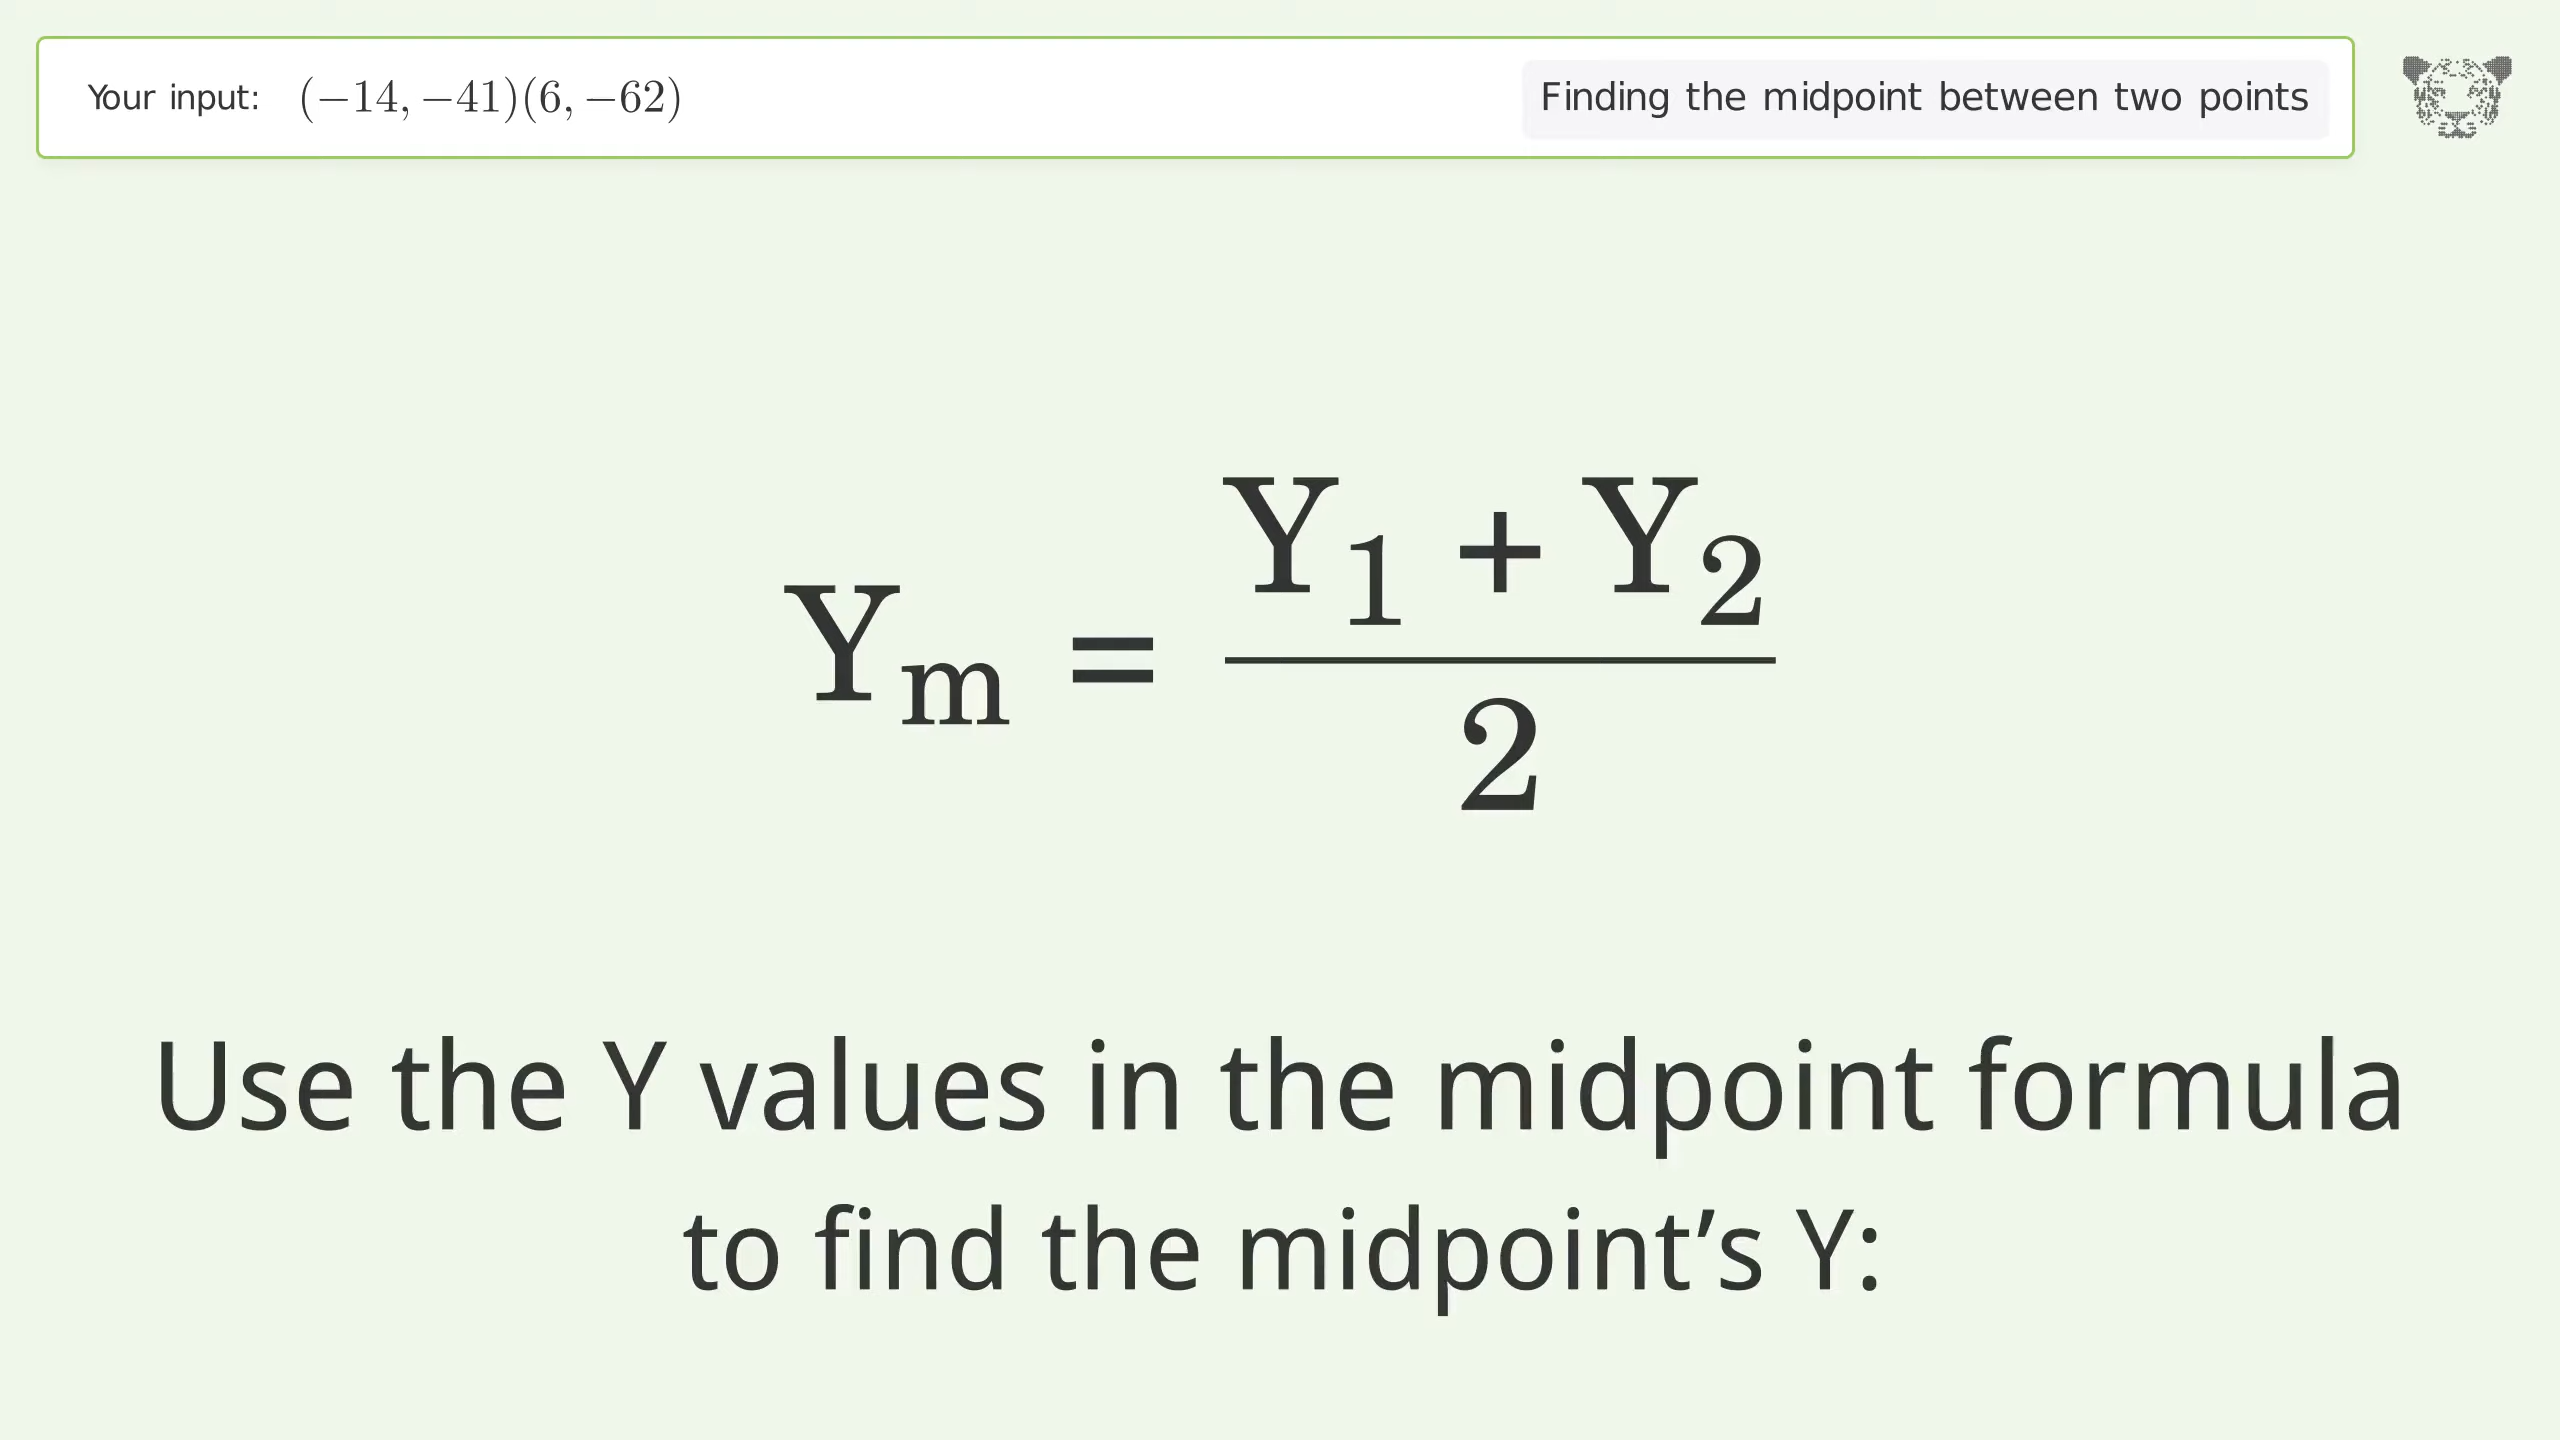 Your input: (−14, −41)(6, −62)
Finding the midpoint between two points
Yₘ = (Y₁ + Y₂) / 2
Use the Y values in the midpoint formula
to find the midpoint’s Y: